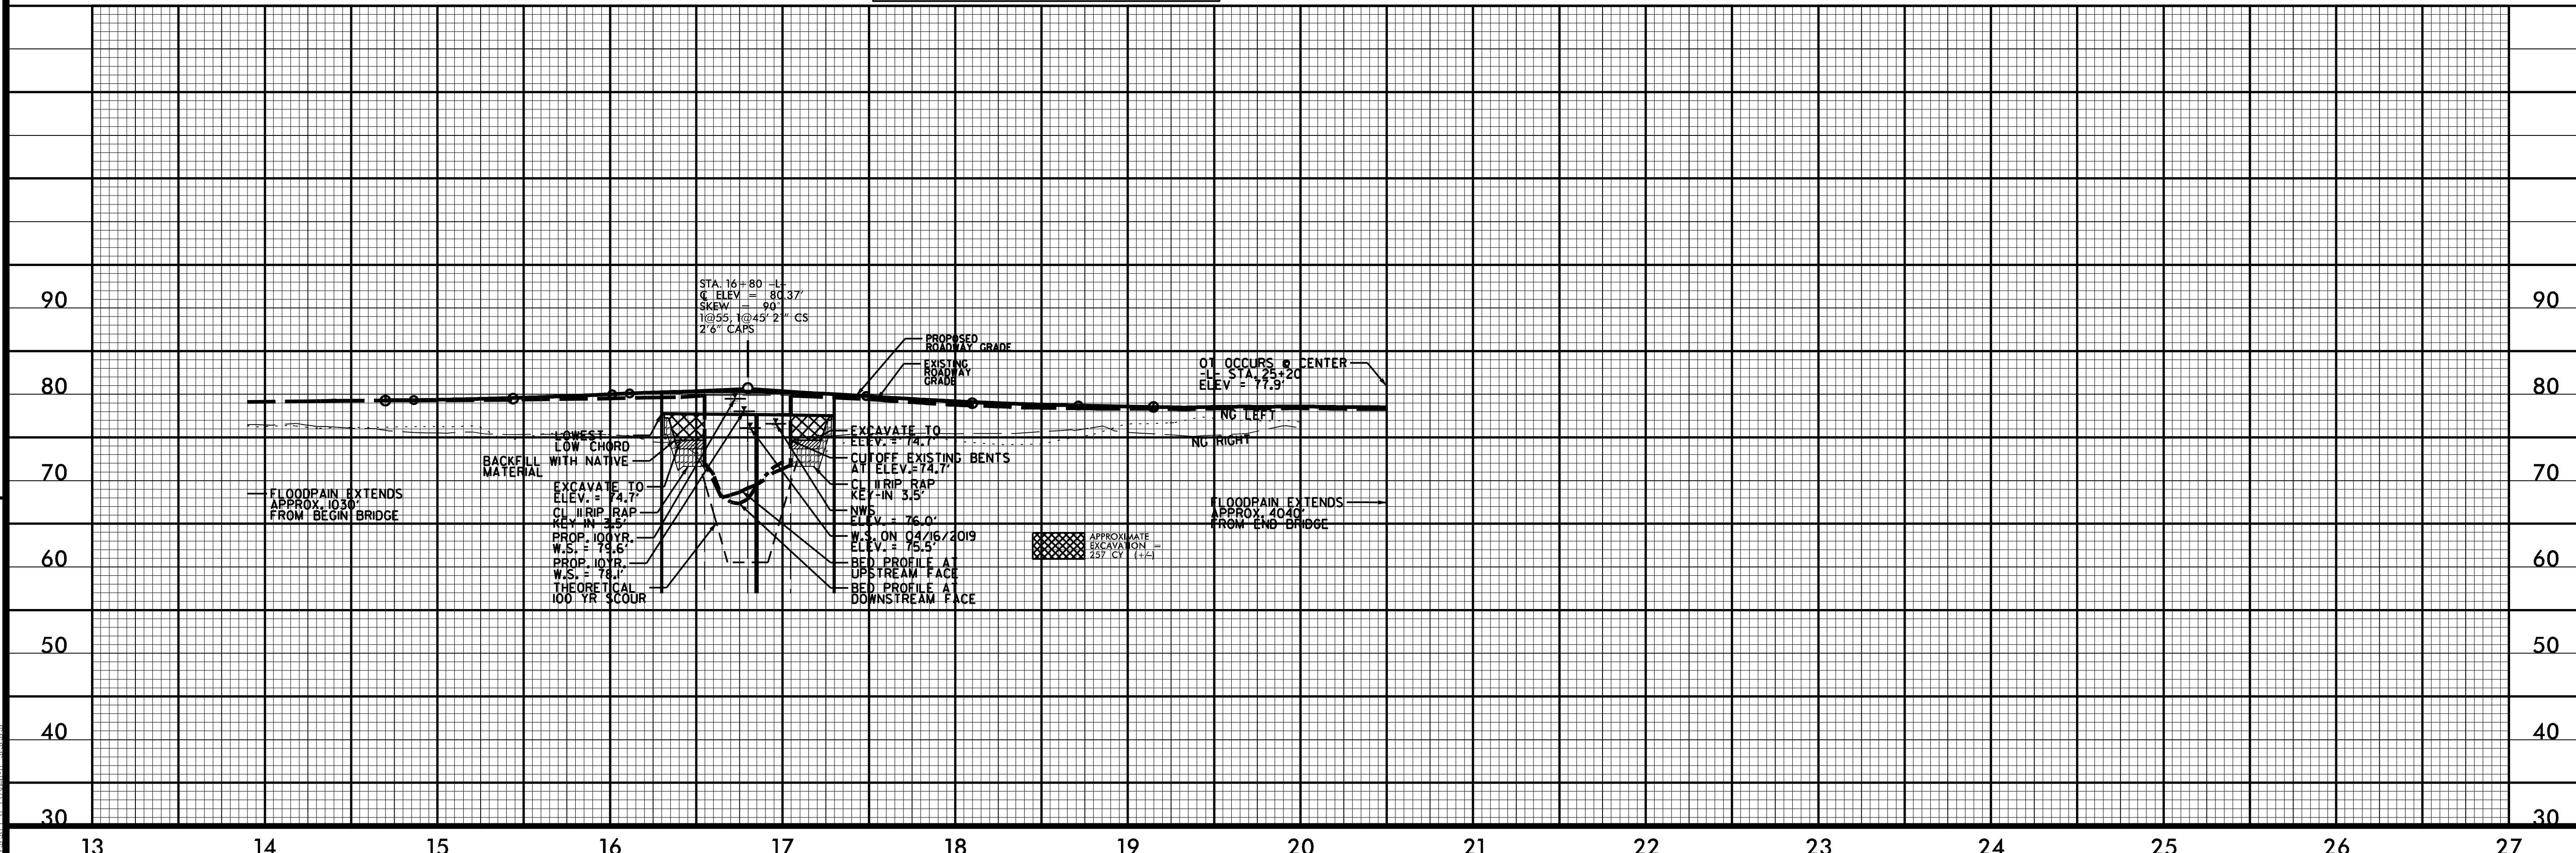 STA. 16+80 -L-
℄ ELEV = 80.37'
SKEW = 90°
1@55, 1@45' 2'" CS
2'6" CAPS
PROPOSED
ROADWAY GRADE
EXISTING
ROADWAY
GRADE
OT OCCURS @ CENTER
-L- STA. 25+20
ELEV = 77.9'
NG LEFT
NG RIGHT
LOWEST
LOW CHORD
BACKFILL WITH NATIVE
MATERIAL
EXCAVATE TO
ELEV. = 74.7'
CL II RIP RAP
KEY IN 3.5'
PROP. 100YR.
W.S. = 79.6'
PROP. 10YR.
W.S. = 78.1'
THEORETICAL
100 YR SCOUR
EXCAVATE TO
ELEV. = 74.7'
CUTOFF EXISTING BENTS
AT ELEV.=74.7'
CL II RIP RAP
KEY-IN 3.5'
NWS
ELEV. = 76.0'
W.S. ON 04/16/2019
ELEV. = 75.5'
BED PROFILE AT
UPSTREAM FACE
BED PROFILE AT
DOWNSTREAM FACE
FLOODPAIN EXTENDS
APPROX. 1030'
FROM BEGIN BRIDGE
FLOODPAIN EXTENDS
APPROX. 4040'
FROM END BRIDGE
APPROXIMATE
EXCAVATION =
257 CY (+/-)
90 90
80 80
70 70
60 60
50 50
40 40
30 30
13 14 15 16 17 18 19 20 21 22 23 24 25 26 27